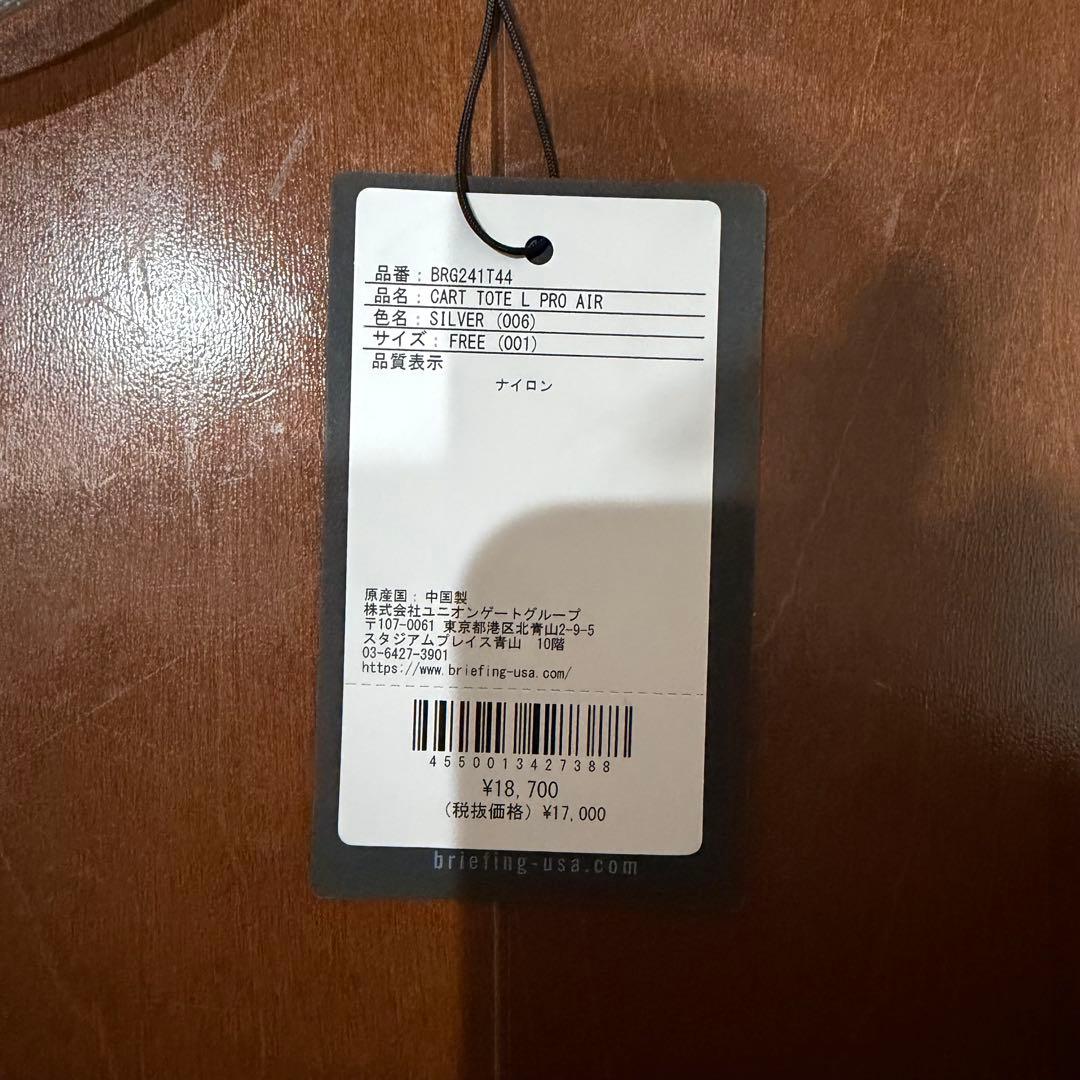 品番：BRG241T44
品名：CART TOTE L PRO AIR
色名：SILVER (006)
サイズ：FREE (001)
品質表示
ナイロン
原産国：中国製
株式会社ユニオンゲートグループ
〒107-0061 東京都港区北青山2-9-5
スタジアムプレイス青山 10階
03-6427-3901
https://www.briefing-usa.com/
4550013427388
¥18,700
(税抜価格) ¥17,000
briefing-usa.com